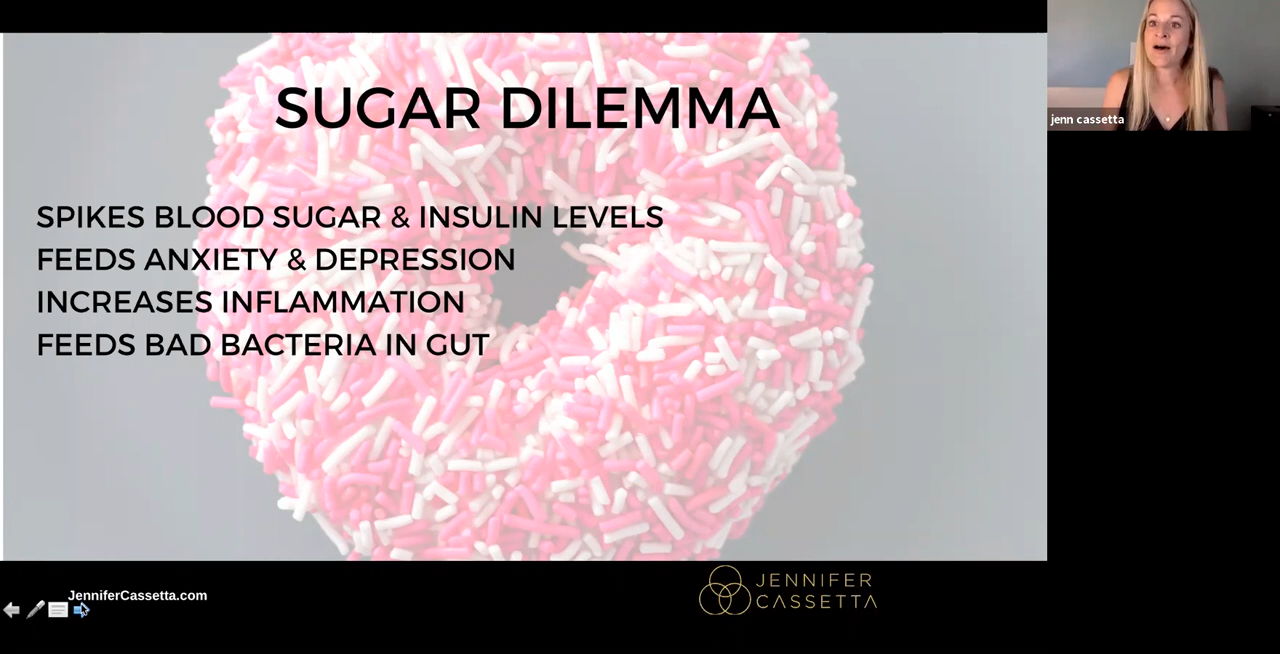 SUGAR DILEMMA
SPIKES BLOOD SUGAR & INSULIN LEVELS
FEEDS ANXIETY & DEPRESSION
INCREASES INFLAMMATION
FEEDS BAD BACTERIA IN GUT
jenn cassetta
JenniferCassetta.com
JENNIFER
CASSETTA